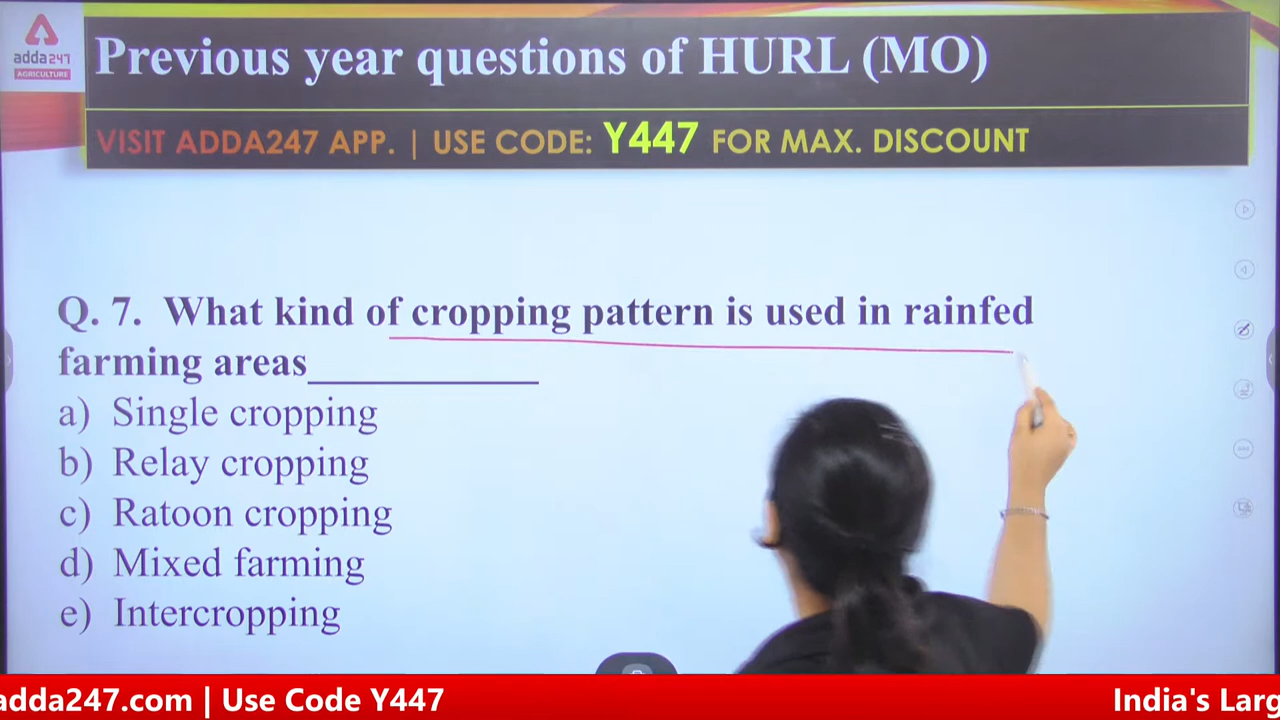 adda247
AGRICULTURE
Previous year questions of HURL (MO)
VISIT ADDA247 APP. | USE CODE: Y447 FOR MAX. DISCOUNT
Q. 7. What kind of cropping pattern is used in rainfed
farming areas____________
a) Single cropping
b) Relay cropping
c) Ratoon cropping
d) Mixed farming
e) Intercropping
adda247.com | Use Code Y447
India's Larg